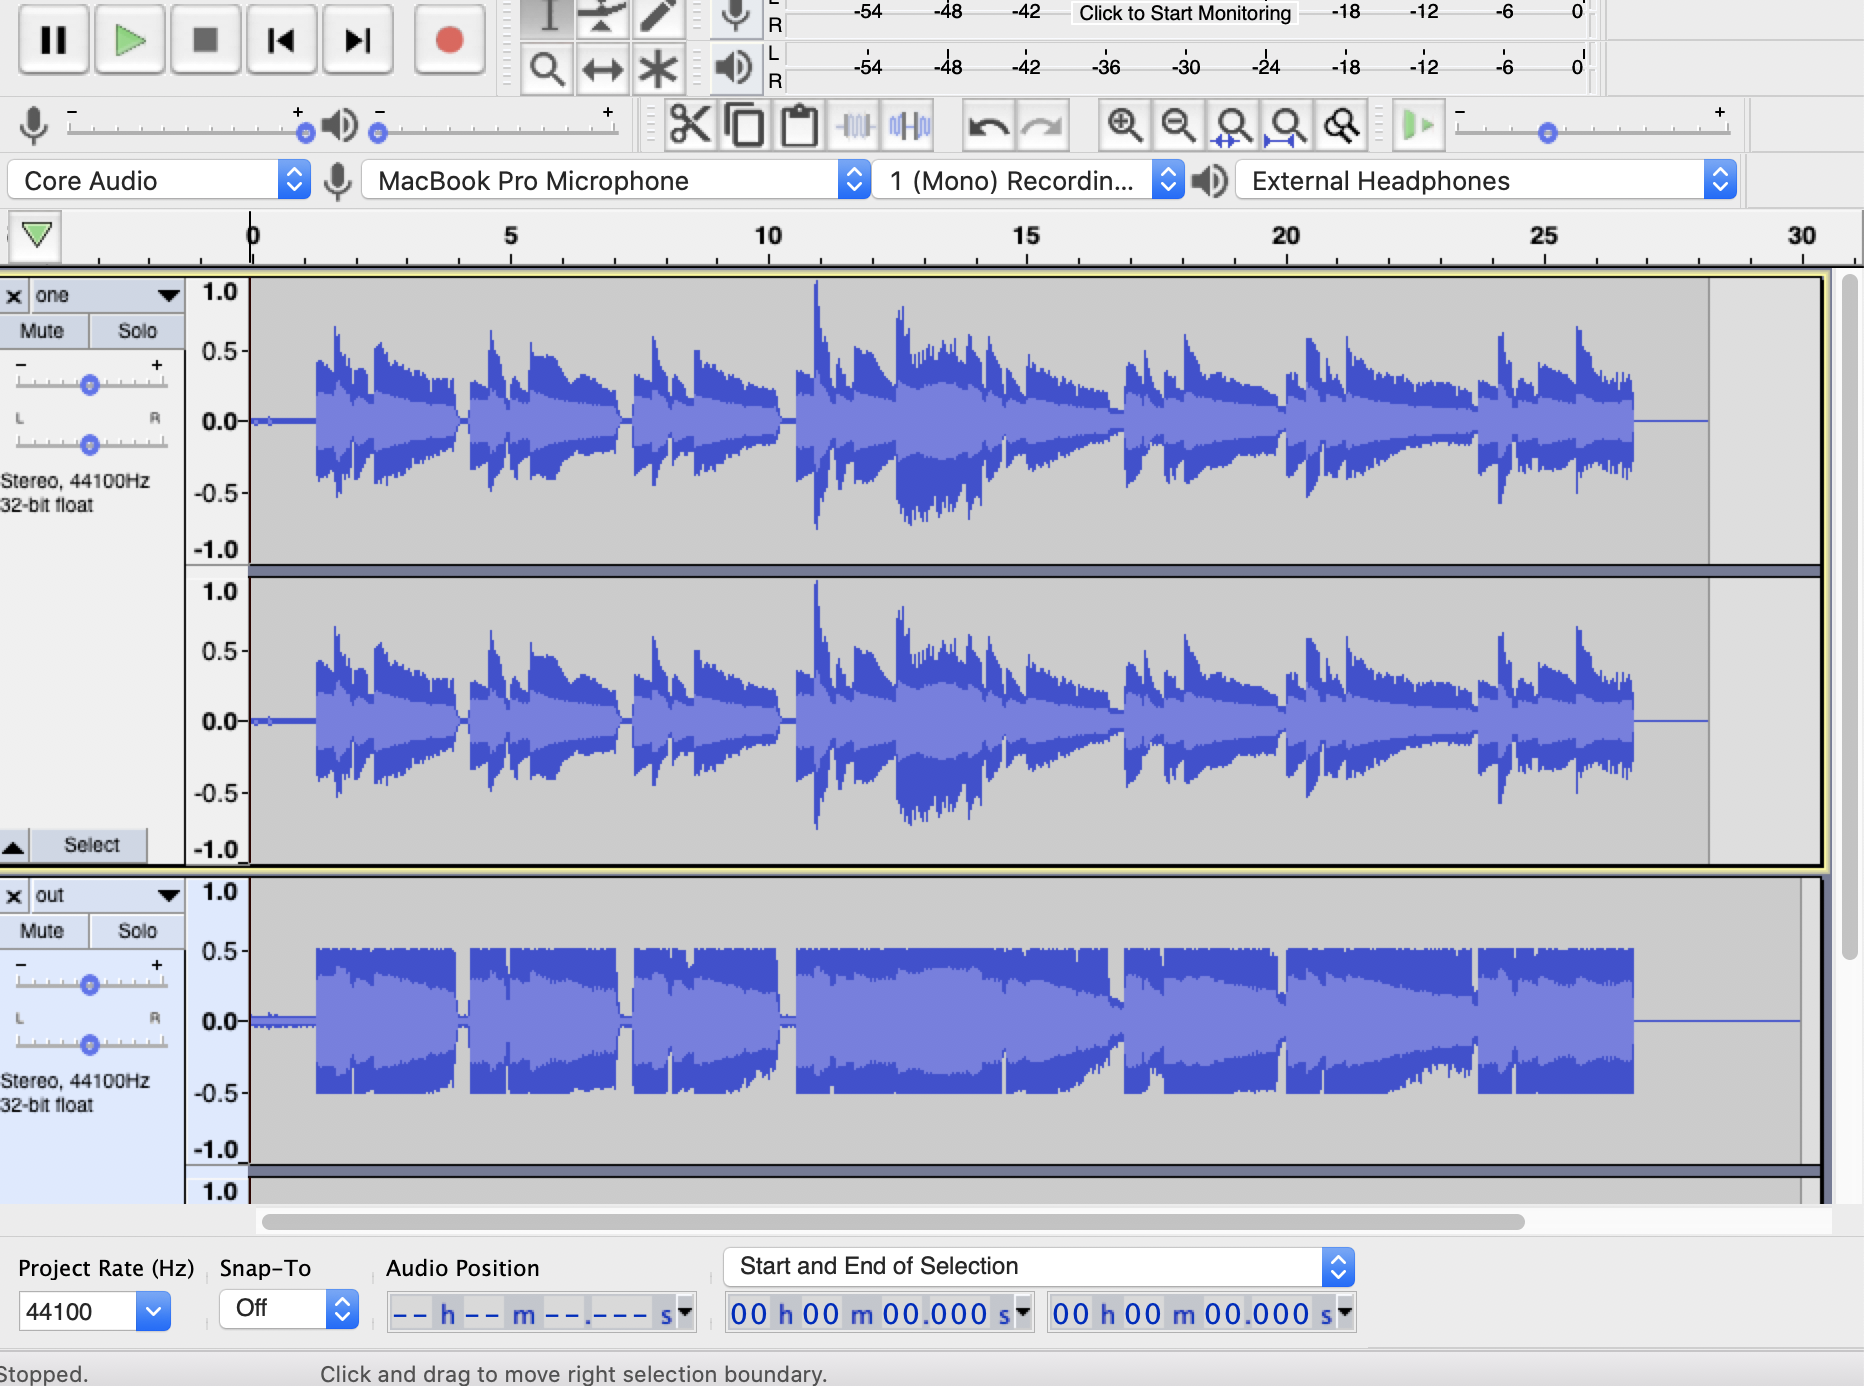 L
R
-54 -48 -42 Click to Start Monitoring -18 -12 -6 0
L
R
-54 -48 -42 -36 -30 -24 -18 -12 -6 0
- + - + - +
Core Audio MacBook Pro Microphone 1 (Mono) Recordin... External Headphones
0 5 10 15 20 25 30
one
Mute Solo
- +
L R
Stereo, 44100Hz
32-bit float
1.0
0.5
0.0
-0.5
-1.0
1.0
0.5
0.0
-0.5
-1.0
Select
out
Mute Solo
- +
L R
Stereo, 44100Hz
32-bit float
1.0
0.5
0.0
-0.5
-1.0
1.0
Project Rate (Hz) Snap-To Audio Position Start and End of Selection
44100 Off -- h -- m --.--- s 00 h 00 m 00.000 s 00 h 00 m 00.000 s
Stopped. Click and drag to move right selection boundary.